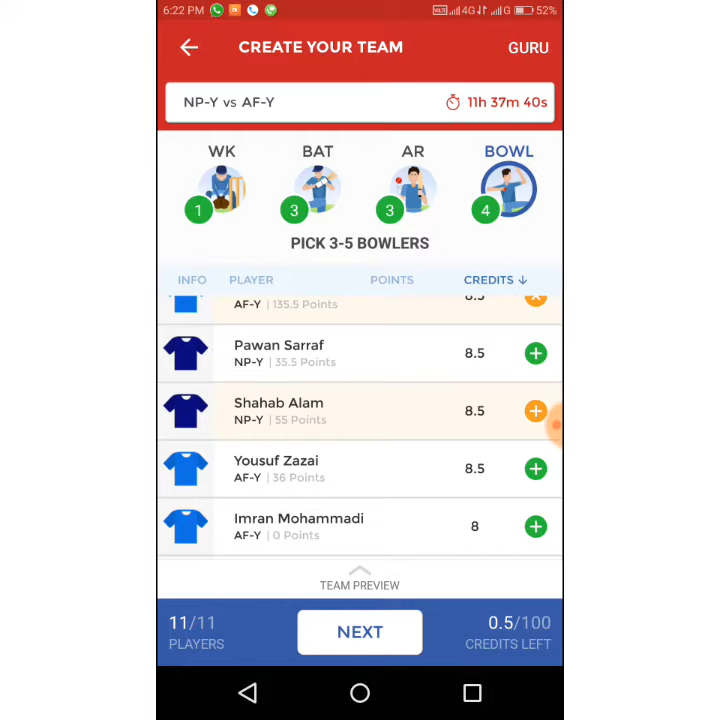 6:22 PM 4G G 52%
CREATE YOUR TEAM GURU
NP-Y vs AF-Y 11h 37m 40s
WK BAT AR BOWL
1 3 3 4
PICK 3-5 BOWLERS
INFO PLAYER POINTS CREDITS ↓
AF-Y | 135.5 Points 8.5
Pawan Sarraf
NP-Y | 35.5 Points 8.5
Shahab Alam
NP-Y | 55 Points 8.5
Yousuf Zazai
AF-Y | 36 Points 8.5
Imran Mohammadi
AF-Y | 0 Points 8
TEAM PREVIEW
11/11 NEXT 0.5/100
PLAYERS CREDITS LEFT